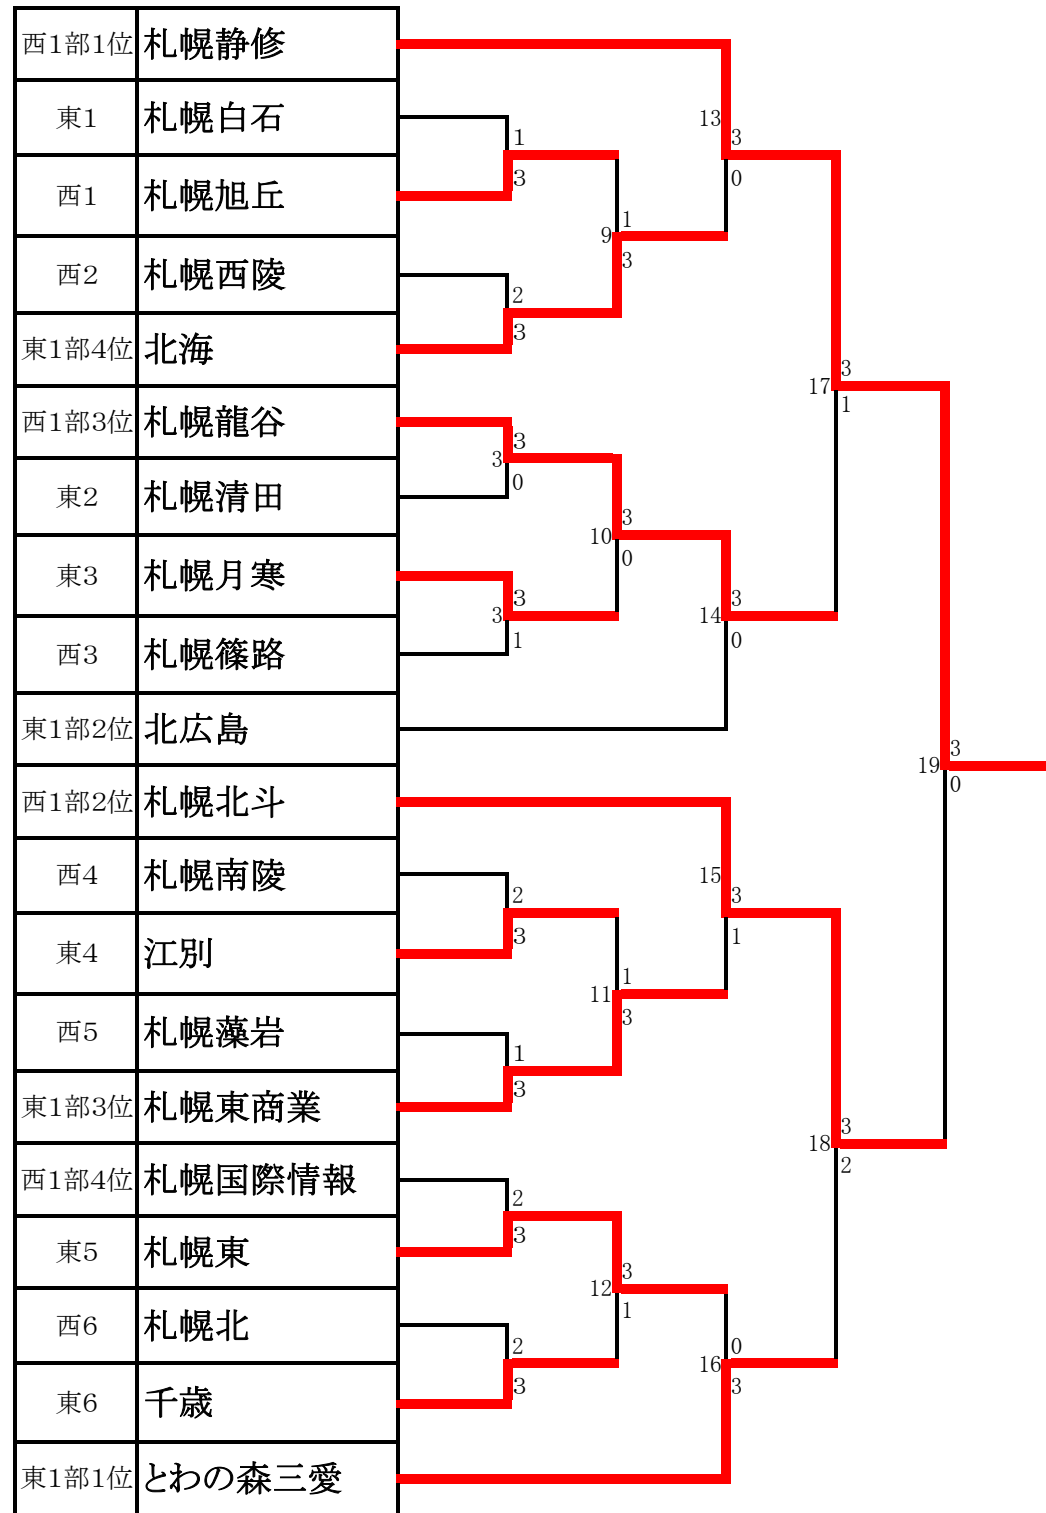 西1部1位 札幌静修
東1 札幌白石
西1 札幌旭丘
西2 札幌西陵
東1部4位 北海
西1部3位 札幌龍谷
東2 札幌清田
東3 札幌月寒
西3 札幌篠路
東1部2位 北広島
西1部2位 札幌北斗
西4 札幌南陵
東4 江別
西5 札幌藻岩
東1部3位 札幌東商業
西1部4位 札幌国際情報
東5 札幌東
西6 札幌北
東6 千歳
東1部1位 とわの森三愛
1
3
2
3
3
3
0
3
3
1
2
3
1
3
2
3
2
3
9
1
3
10
3
0
11
1
3
12
3
1
13
3
0
14
3
0
15
3
1
16
0
3
17
3
1
18
3
2
19
3
0